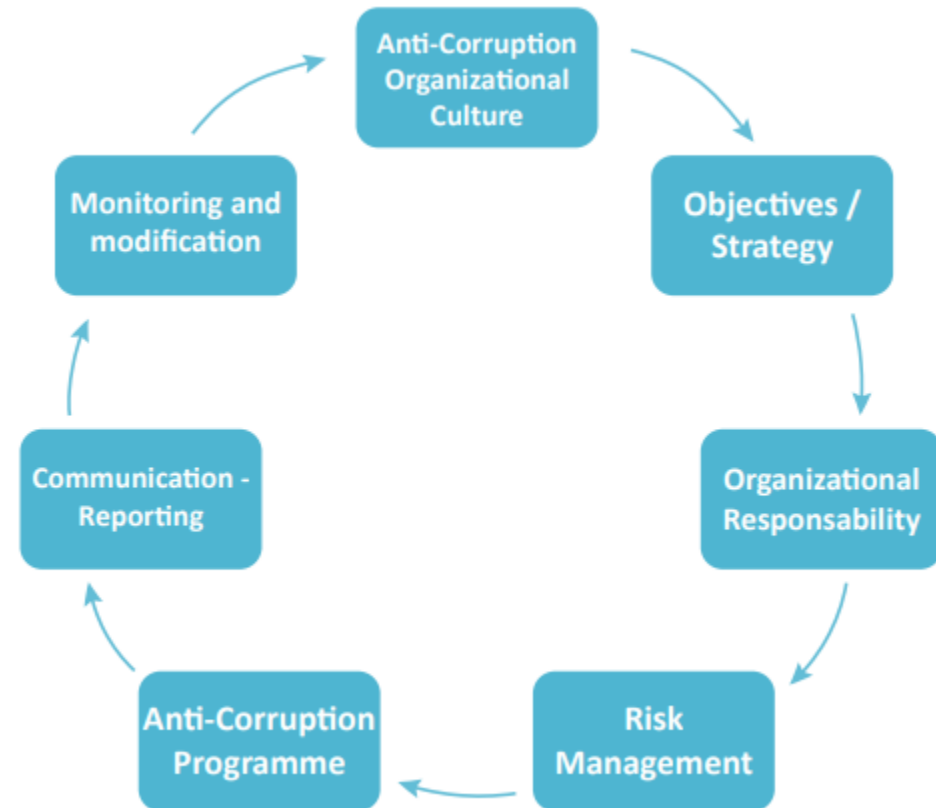 Anti-Corruption
Organizational
Culture
Objectives /
Strategy
Organizational
Responsability
Risk
Management
Anti-Corruption
Programme
Communication -
Reporting
Monitoring and
modification